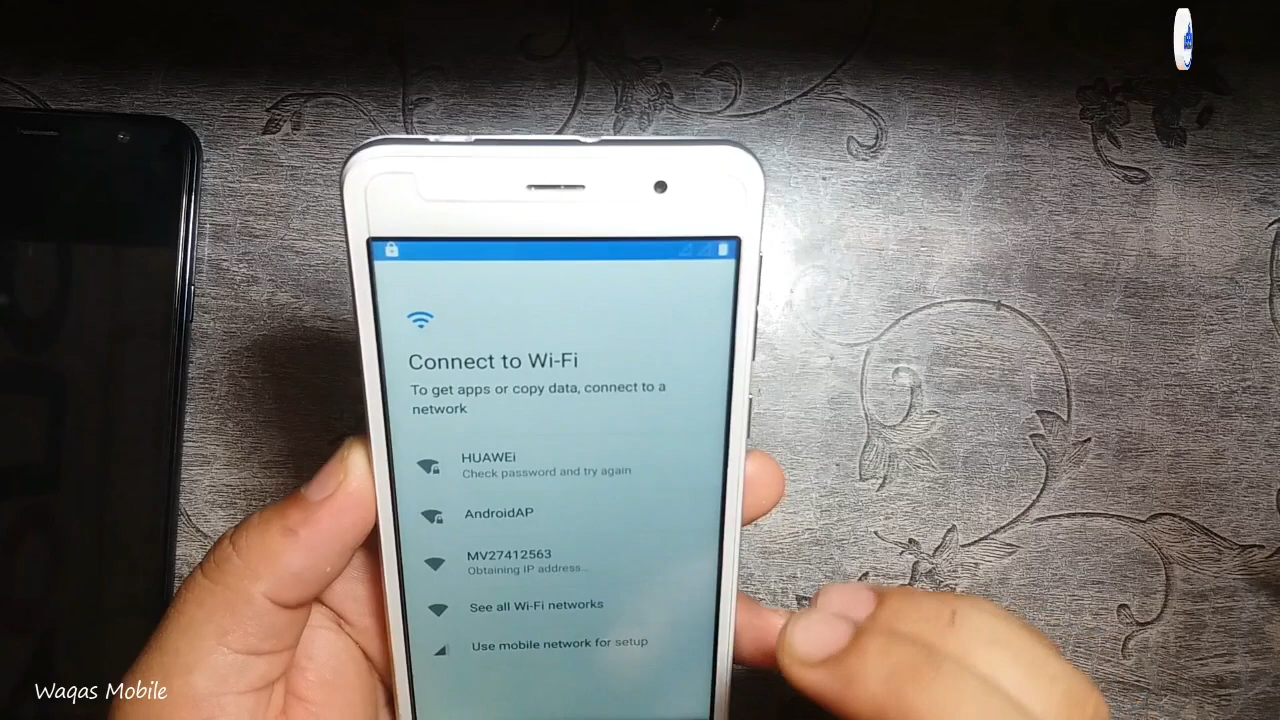 Connect to Wi-Fi
To get apps or copy data, connect to a
network
HUAWEi
Check password and try again
AndroidAP
MV27412563
Obtaining IP address...
See all Wi-Fi networks
Use mobile network for setup
Waqas Mobile